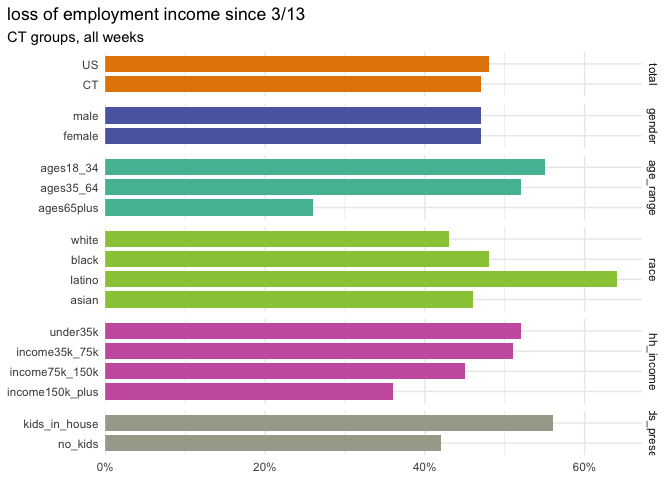 loss of employment income since 3/13
CT groups, all weeks
US
CT
total
male
female
gender
ages18_34
ages35_64
ages65plus
age_range
white
black
latino
asian
race
under35k
income35k_75k
income75k_150k
income150k_plus
hh_income
kids_in_house
no_kids
0%
20%
40%
60%